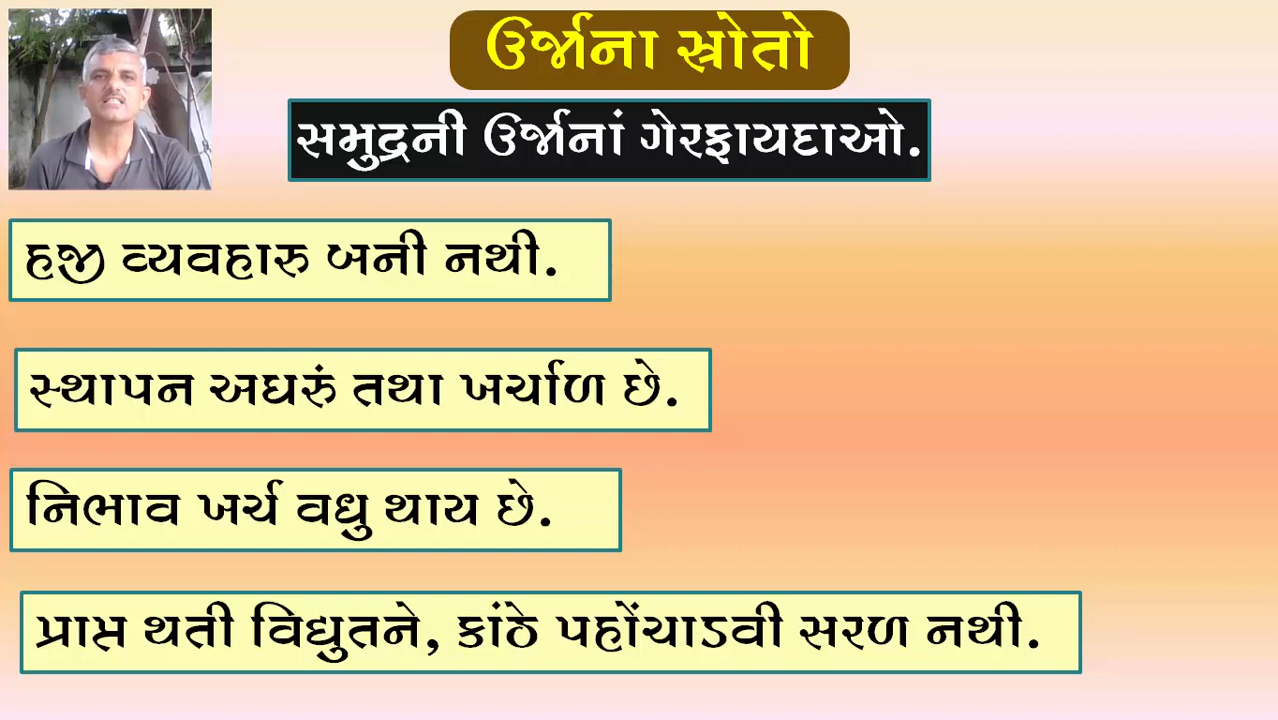 ઉર્જાના સ્રોતો
સમુદ્રની ઉર્જાનાં ગેરફાયદાઓ.
હજી વ્યવહારુ બની નથી.
સ્થાપન અઘરું તથા ખર્ચાળ છે.
નિભાવ ખર્ચ વધુ થાય છે.
પ્રાપ્ત થતી વિદ્યુતને, કાંઠે પહોંચાડવી સરળ નથી.